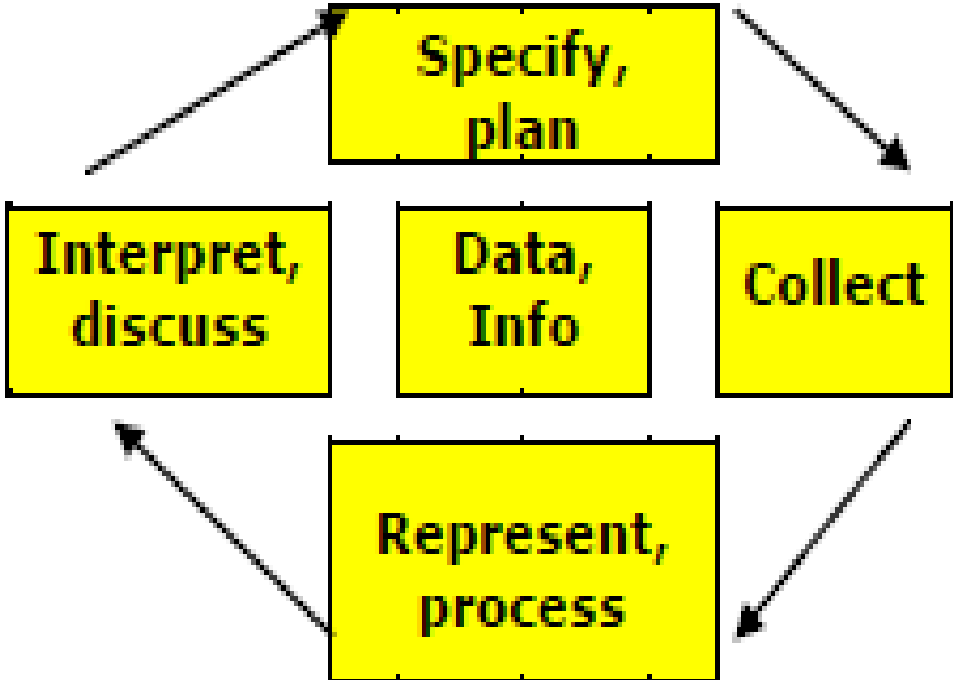 Specify,
plan
Interpret,
discuss
Data,
Info
Collect
Represent,
process